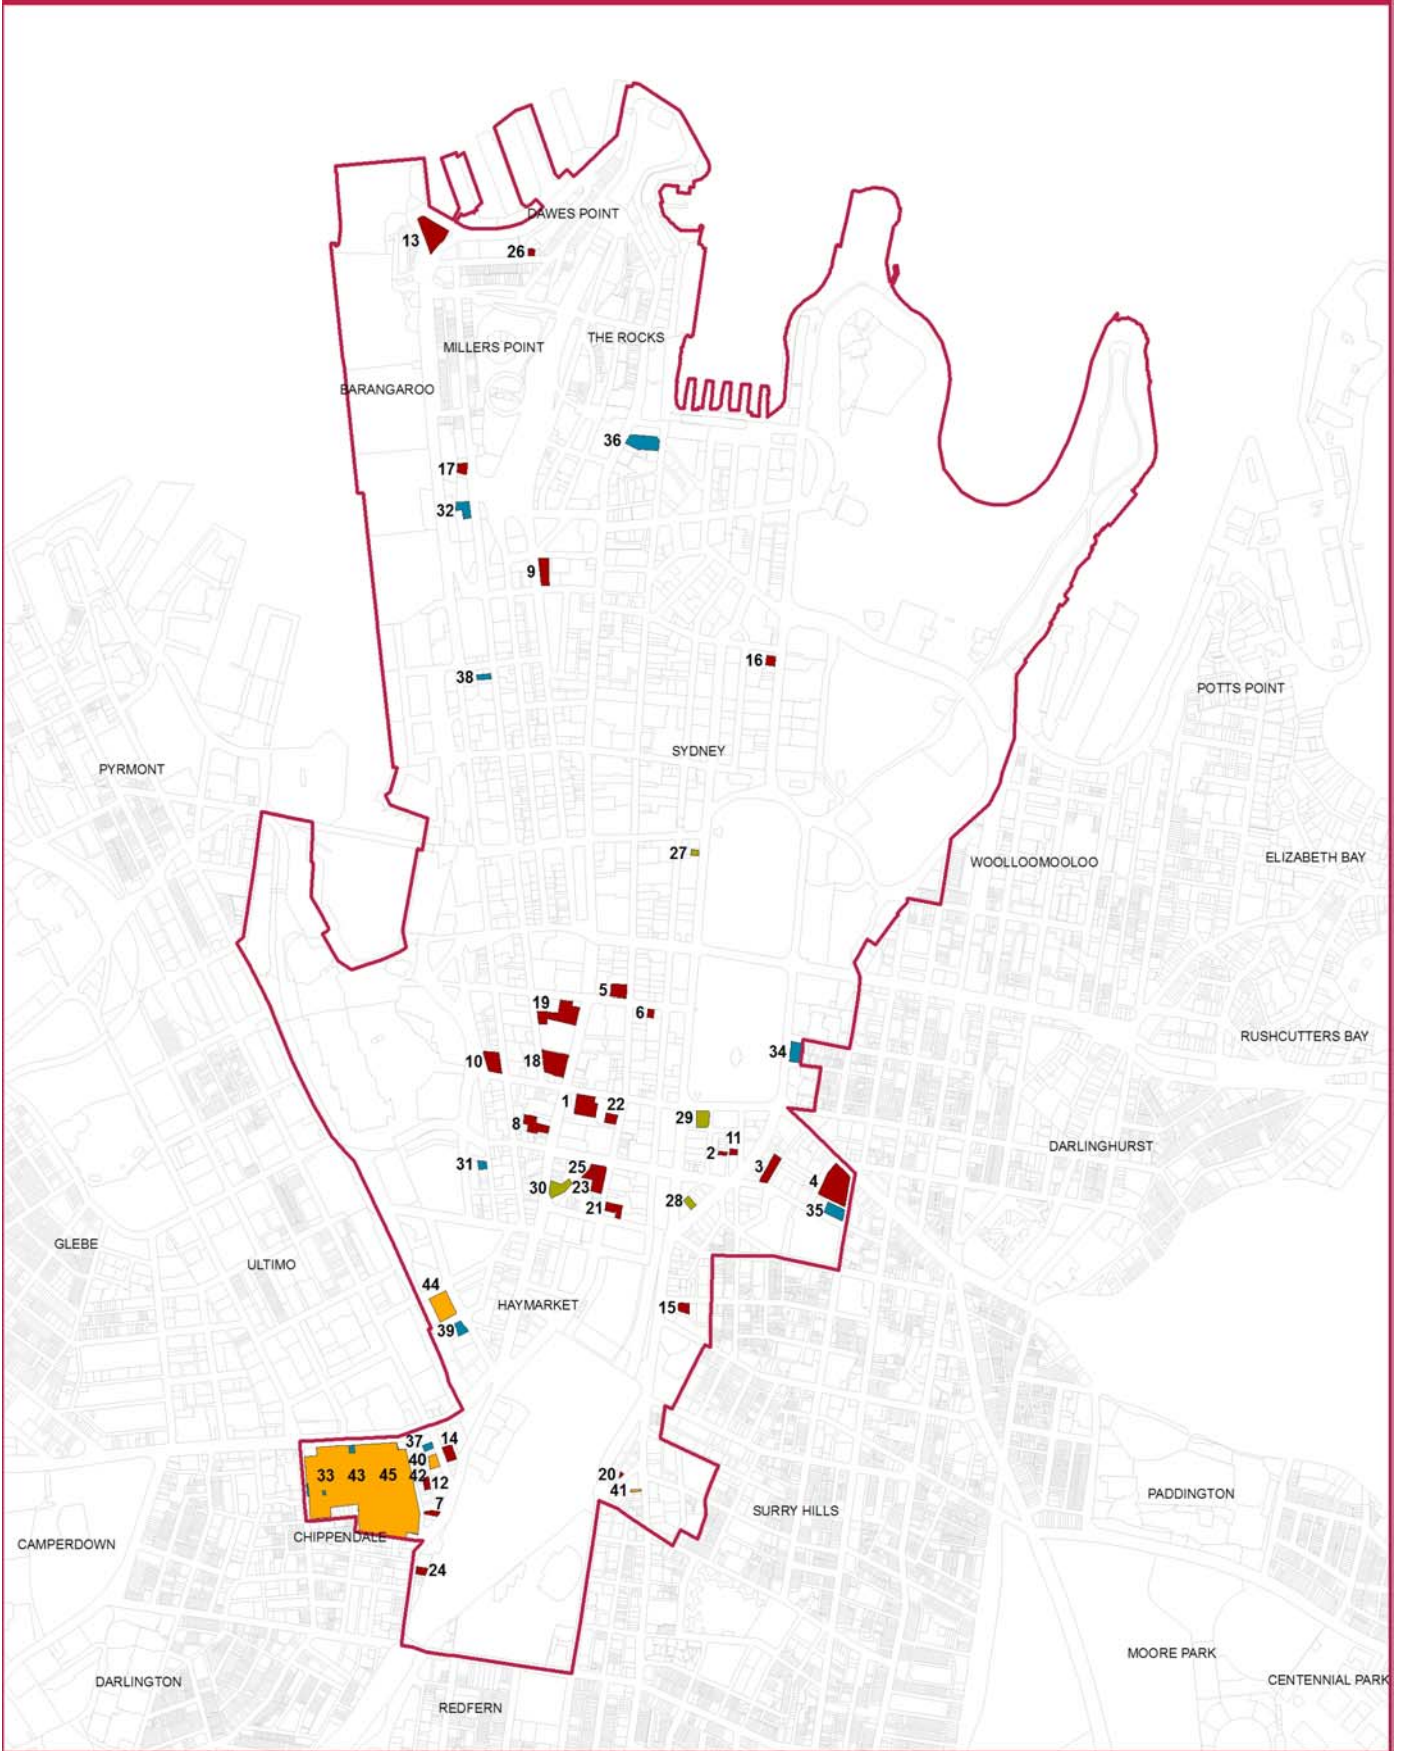 DAWES POINT
13
26
THE ROCKS
MILLERS POINT
BARANGAROO
36
17
32
9
16
38
POTTS POINT
SYDNEY
PYRMONT
27
WOOLLOOMOOLOO
ELIZABETH BAY
5
19
6
RUSHCUTTERS BAY
34
10
18
1
22
29
8
11
2
DARLINGHURST
31
25
3
4
30
23
28
21
35
GLEBE
ULTIMO
44
HAYMARKET
15
39
37
14
40
33
43
45
42
12
20
41
7
PADDINGTON
SURRY HILLS
CHIPPENDALE
CAMPERDOWN
24
MOORE PARK
DARLINGTON
CENTENNIAL PARK
REDFERN